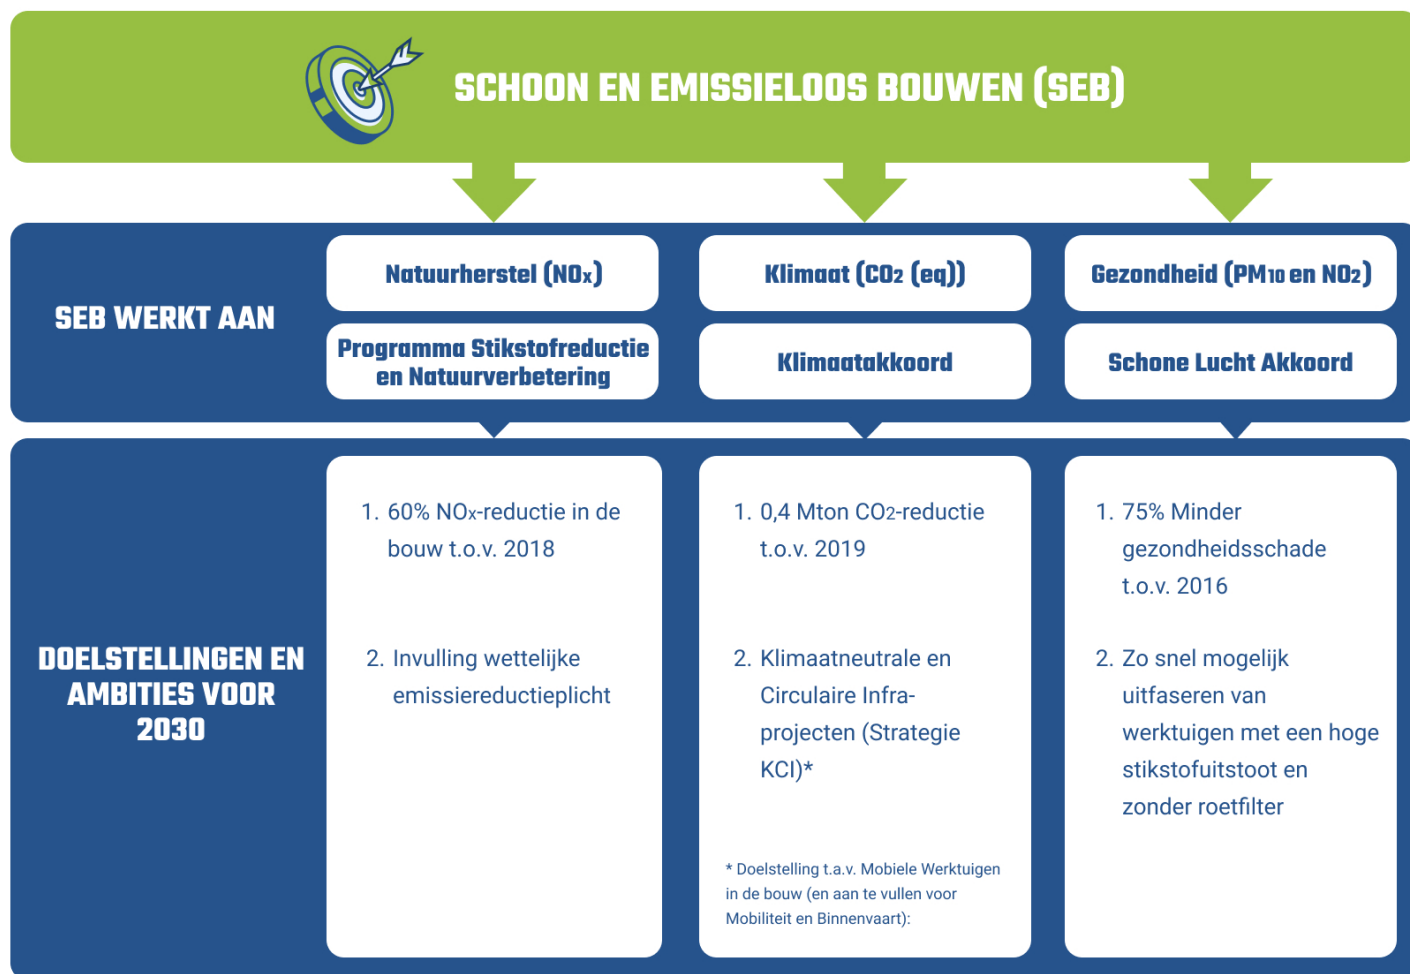 SCHOON EN EMISSIELOOS BOUWEN (SEB)
SEB WERKT AAN
Natuurherstel (NOx)
Klimaat (CO2 (eq))
Gezondheid (PM10 en NO2)
Programma Stikstofreductie
en Natuurverbetering
Klimaatakkoord
Schone Lucht Akkoord
DOELSTELLINGEN EN
AMBITIES VOOR
2030
1. 60% NOx-reductie in de
bouw t.o.v. 2018
2. Invulling wettelijke
emissiereductieplicht
1. 0,4 Mton CO2-reductie
t.o.v. 2019
2. Klimaatneutrale en
Circulaire Infra-
projecten (Strategie
KCI)*
* Doelstelling t.a.v. Mobiele Werktuigen
in de bouw (en aan te vullen voor
Mobiliteit en Binnenvaart):
1. 75% Minder
gezondheidsschade
t.o.v. 2016
2. Zo snel mogelijk
uitfaseren van
werktuigen met een hoge
stikstofuitstoot en
zonder roetfilter